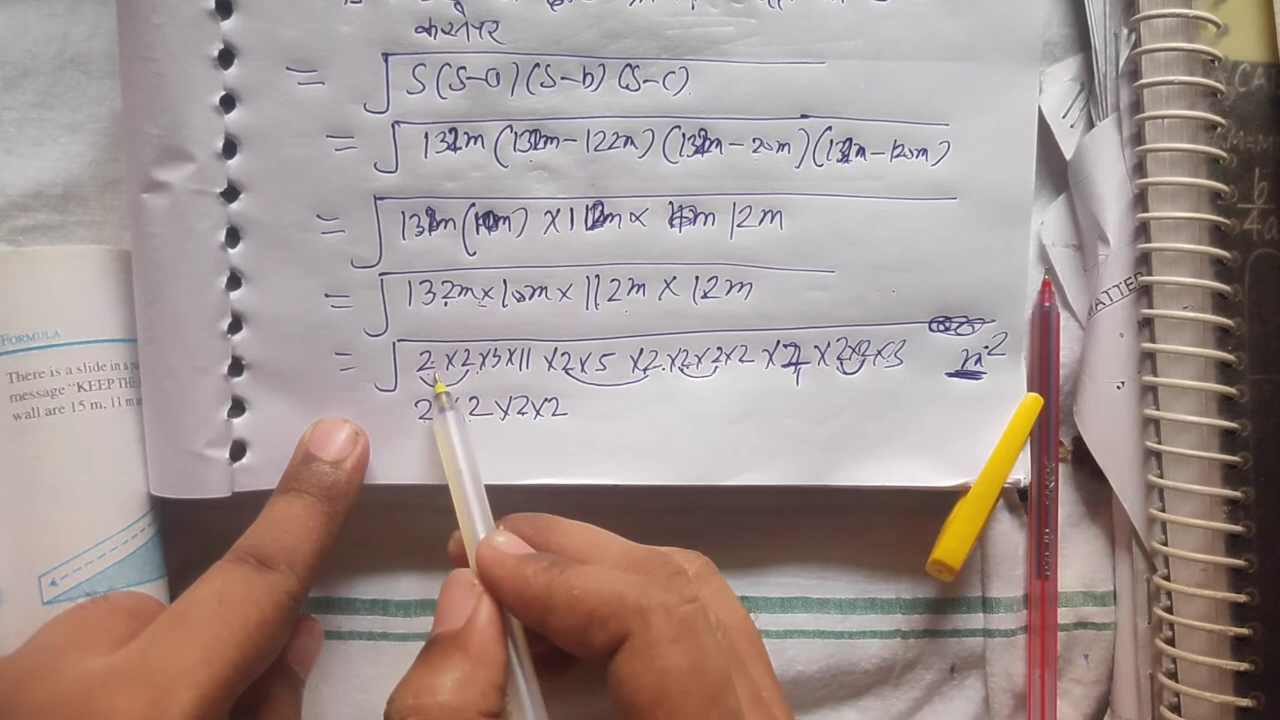 = √S(S-a)(S-b)(S-c)
= √132m(132m-122m)(132m-20m)(132m-120m)
= √132m(10m)×112m× 12m
= √132m×10m×112m×12m
= √2×2×3×11×2×5×2×2×2×2×7×2×2×3 m²
2×2×2×2
FORMULA
There is a slide in a
message "KEEP THE
wall are 15 m, 11 m
MATTER
b